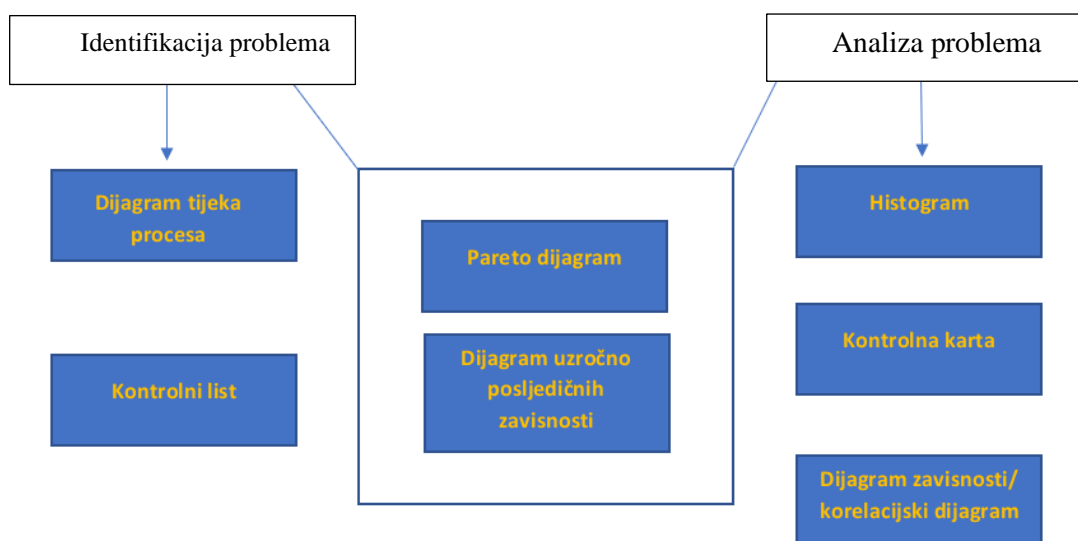 Identifikacija problema
Analiza problema
Dijagram tijeka
procesa
Kontrolni list
Pareto dijagram
Dijagram uzročno
posljedičnih
zavisnosti
Histogram
Kontrolna karta
Dijagram zavisnosti/
korelacijski dijagram